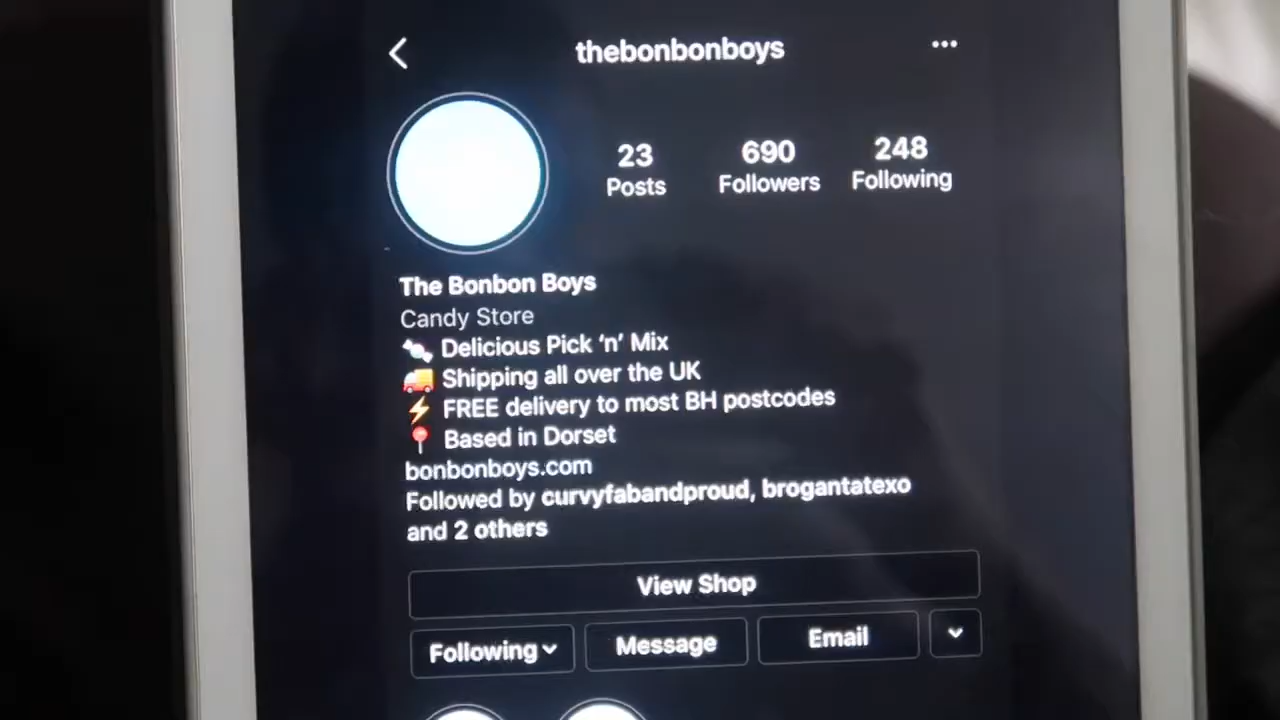 thebonbonboys
23 690 248
Posts Followers Following
The Bonbon Boys
Candy Store
Delicious Pick ‘n’ Mix
Shipping all over the UK
FREE delivery to most BH postcodes
Based in Dorset
bonbonboys.com
Followed by curvyfabandproud, brogantatexo
and 2 others
View Shop
Following Message Email